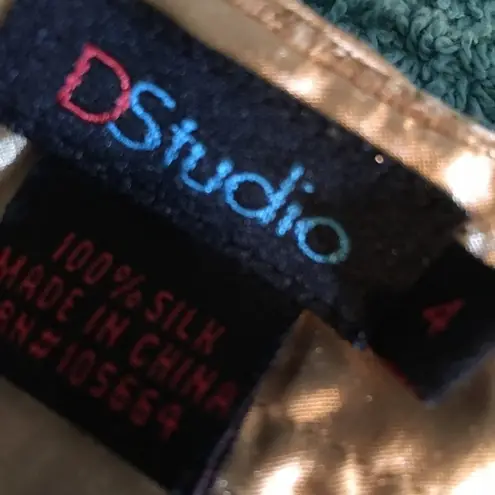 DStudio
4
100% SILK
MADE IN CHINA
RN#105664